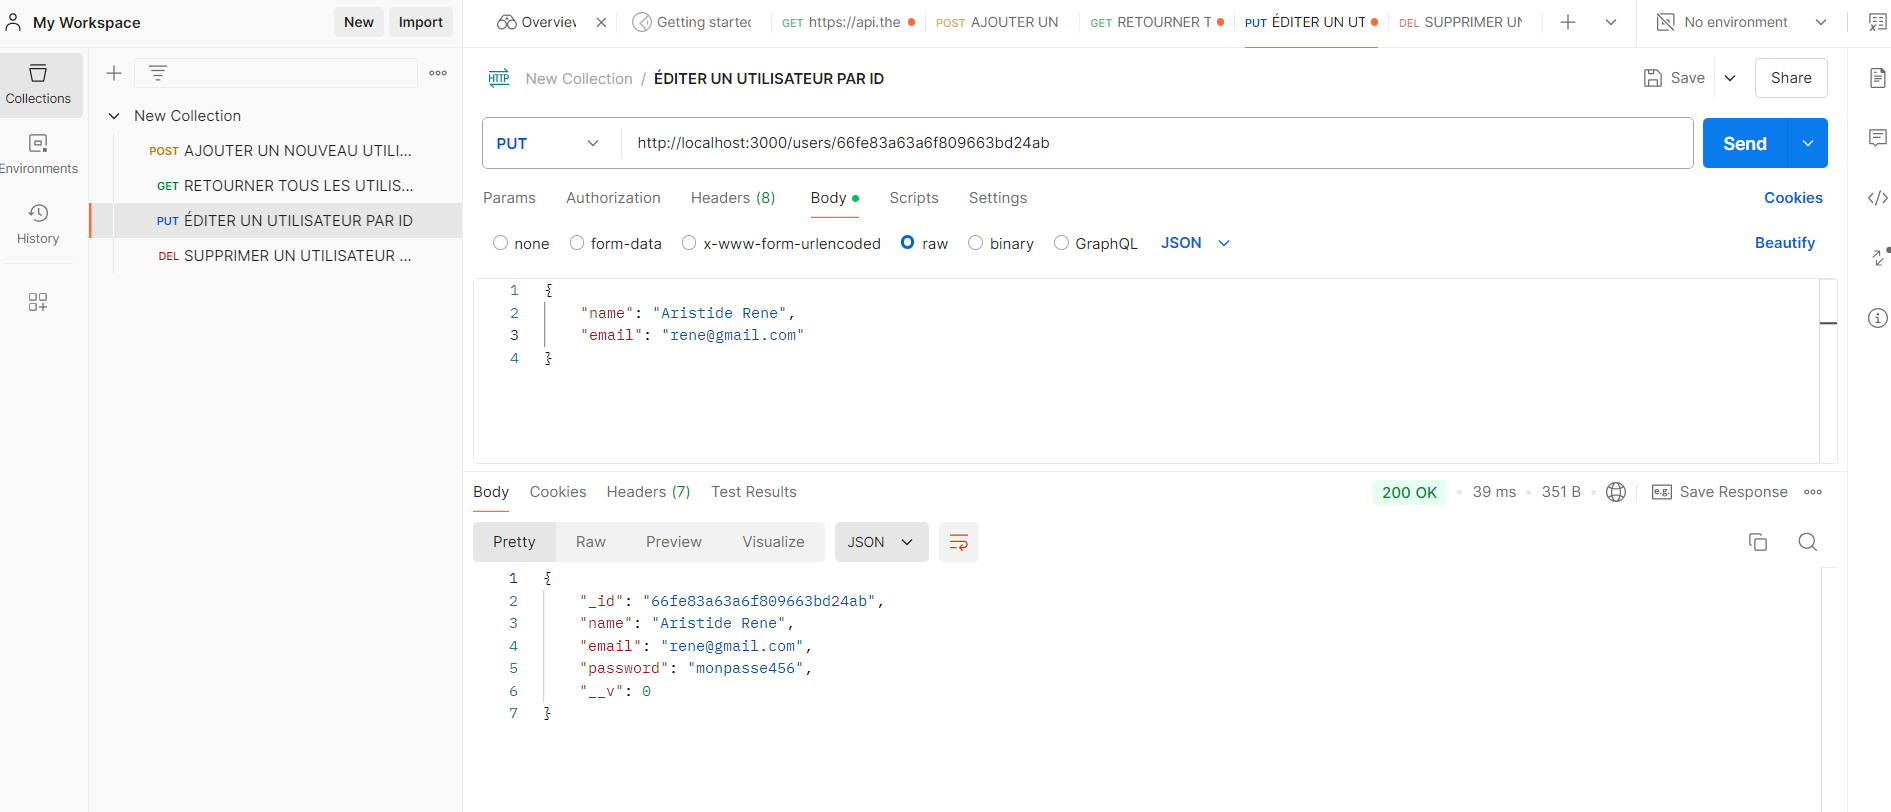 My Workspace
New
Import
Overview
Getting started
GET https://api.the
POST AJOUTER UN
GET RETOURNER T
PUT ÉDITER UN UT
DEL SUPPRIMER UN
No environment
Collections
Environments
History
New Collection
POST AJOUTER UN NOUVEAU UTILI...
GET RETOURNER TOUS LES UTILIS...
PUT ÉDITER UN UTILISATEUR PAR ID
DEL SUPPRIMER UN UTILISATEUR ...
HTTP New Collection / ÉDITER UN UTILISATEUR PAR ID
Save
Share
PUT http://localhost:3000/users/66fe83a63a6f809663bd24ab
Send
Params Authorization Headers (8) Body Scripts Settings
Cookies
none form-data x-www-form-urlencoded raw binary GraphQL JSON
Beautify
1 {
2 "name": "Aristide Rene",
3 "email": "rene@gmail.com"
4 }
Body Cookies Headers (7) Test Results
200 OK 39 ms 351 B e.g. Save Response
Pretty Raw Preview Visualize JSON
1 {
2 "_id": "66fe83a63a6f809663bd24ab",
3 "name": "Aristide Rene",
4 "email": "rene@gmail.com",
5 "password": "monpasse456",
6 "__v": 0
7 }